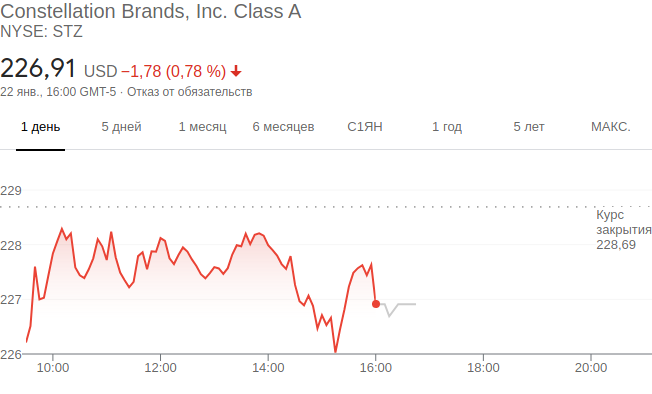 Constellation Brands, Inc. Class A
NYSE: STZ
226,91 USD −1,78 (0,78 %)
22 янв., 16:00 GMT-5 · Отказ от обязательств
1 день 5 дней 1 месяц 6 месяцев С1ЯН 1 год 5 лет МАКС.
229
Курс
закрытия
228,69
228
227
226
10:00 12:00 14:00 16:00 18:00 20:00